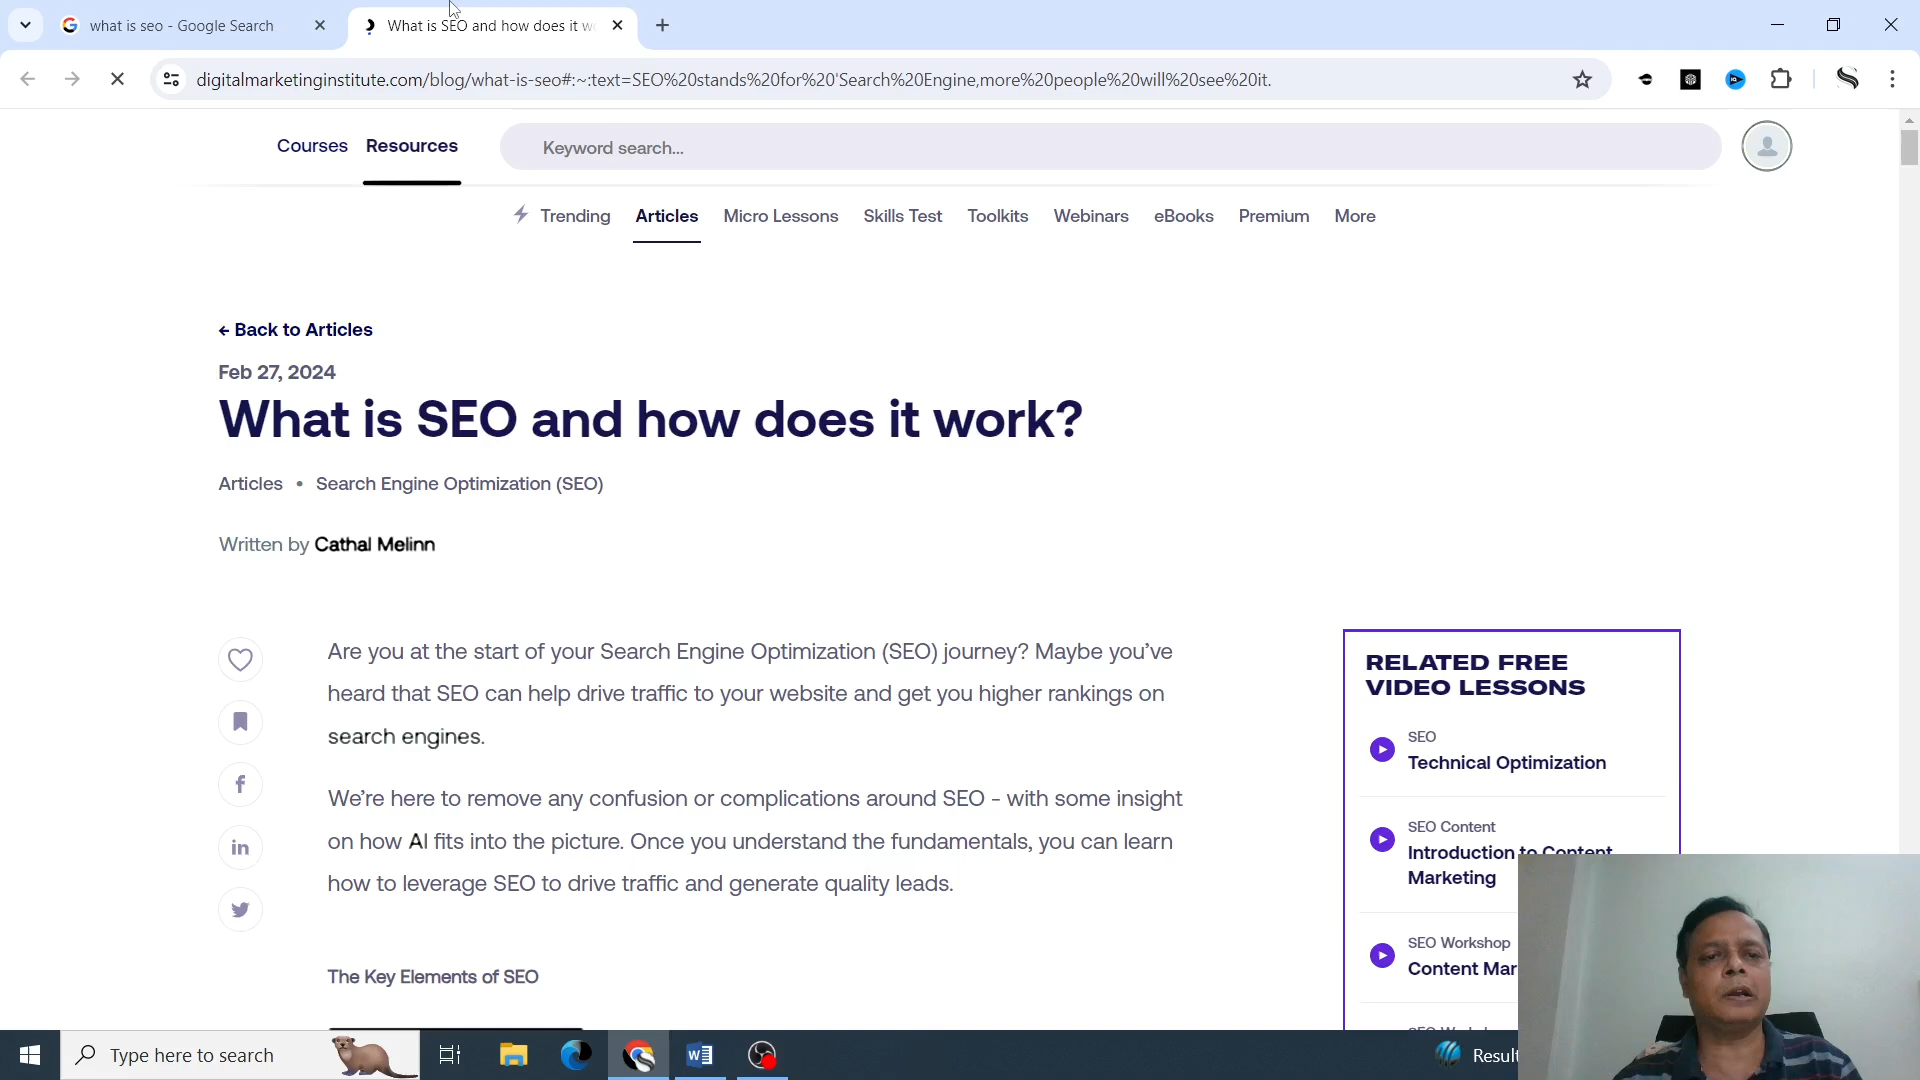 what is seo - Google Search
What is SEO and how does it w
digitalmarketinginstitute.com/blog/what-is-seo#:~:text=SEO%20stands%20for%20'Search%20Engine,more%20people%20will%20see%20it.
Courses Resources
Keyword search...
Trending Articles Micro Lessons Skills Test Toolkits Webinars eBooks Premium More
← Back to Articles
Feb 27, 2024
What is SEO and how does it work?
Articles • Search Engine Optimization (SEO)
Written by Cathal Melinn
Are you at the start of your Search Engine Optimization (SEO) journey? Maybe you've
heard that SEO can help drive traffic to your website and get you higher rankings on
search engines.
We're here to remove any confusion or complications around SEO - with some insight
on how AI fits into the picture. Once you understand the fundamentals, you can learn
how to leverage SEO to drive traffic and generate quality leads.
The Key Elements of SEO
RELATED FREE
VIDEO LESSONS
SEO
Technical Optimization
SEO Content
Introduction to Content
Marketing
SEO Workshop
Content Mar
Type here to search
Result